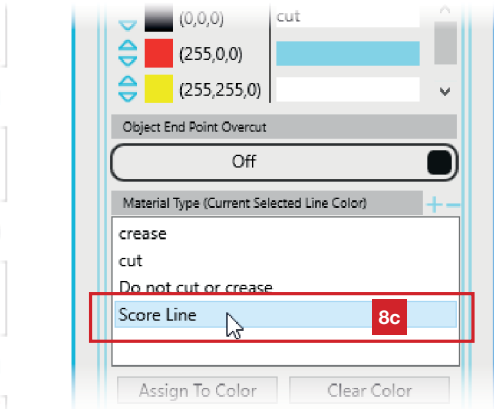 (0,0,0) cut
(255,0,0)
(255,255,0)
Object End Point Overcut
Off
Material Type (Current Selected Line Color)
crease
cut
Do not cut or crease
Score Line 8c
Assign To Color Clear Color